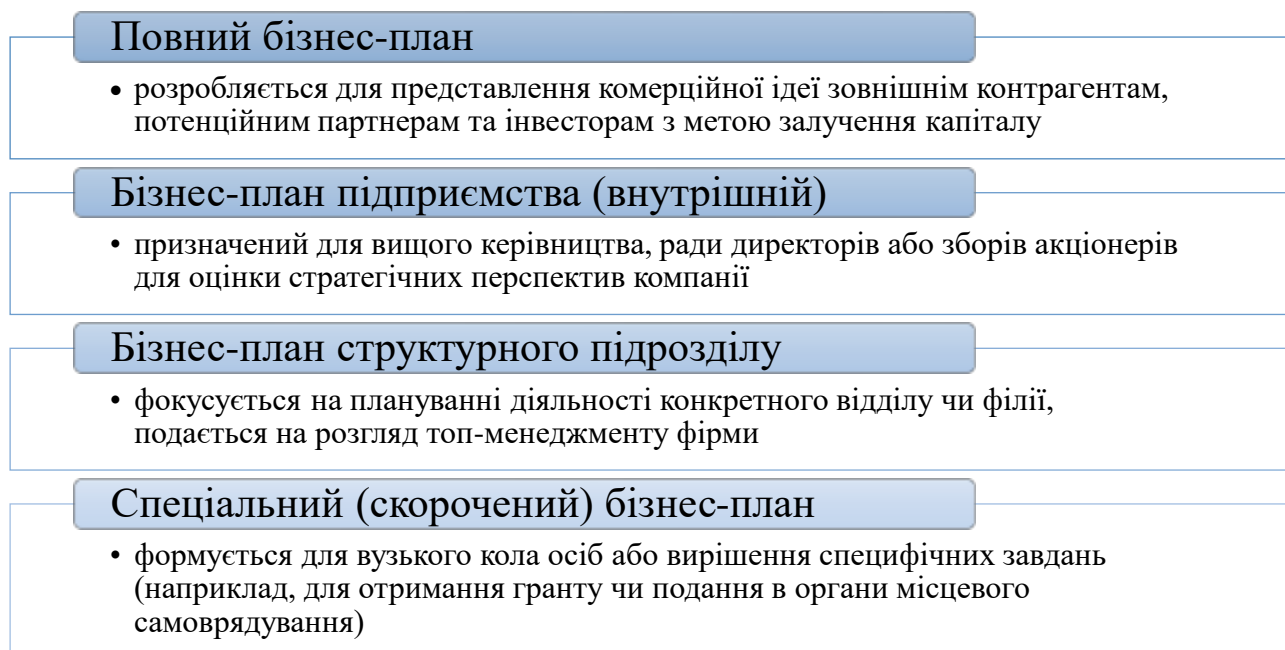 Повний бізнес-план
• розробляється для представлення комерційної ідеї зовнішнім контрагентам,
потенційним партнерам та інвесторам з метою залучення капіталу
Бізнес-план підприємства (внутрішній)
• призначений для вищого керівництва, ради директорів або зборів акціонерів
для оцінки стратегічних перспектив компанії
Бізнес-план структурного підрозділу
• фокусується на плануванні діяльності конкретного відділу чи філії,
подається на розгляд топ-менеджменту фірми
Спеціальний (скорочений) бізнес-план
• формується для вузького кола осіб або вирішення специфічних завдань
(наприклад, для отримання гранту чи подання в органи місцевого
самоврядування)